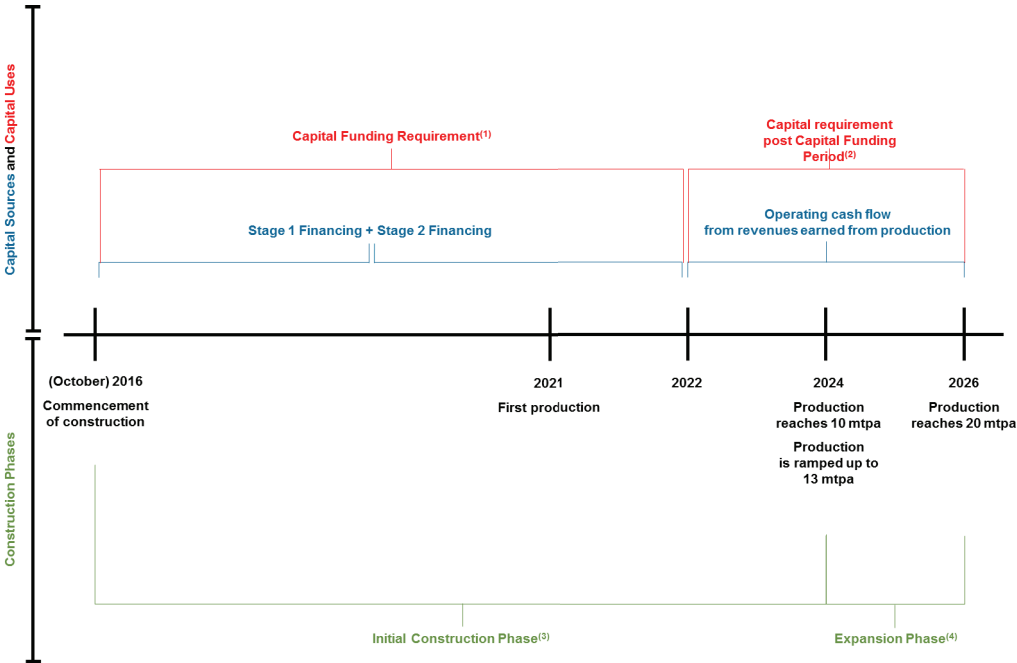 Capital Sources and Capital Uses
Capital Funding Requirement(1)
Capital requirement
post Capital Funding
Period(2)
Stage 1 Financing + Stage 2 Financing
Operating cash flow
from revenues earned from production
(October) 2016
Commencement
of construction
2021
First production
2022
2024
Production
reaches 10 mtpa
Production
is ramped up to
13 mtpa
2026
Production
reaches 20 mtpa
Construction Phases
Initial Construction Phase(3)
Expansion Phase(4)